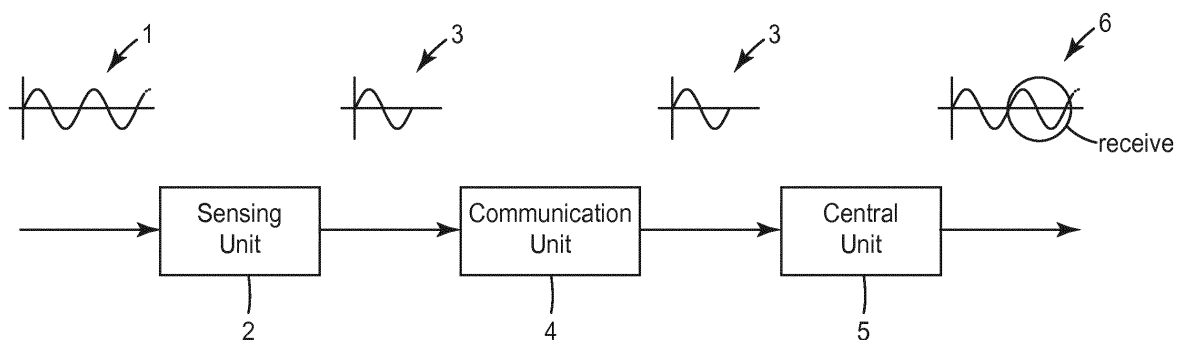 1
3
3
6
receive
Sensing
Unit
Communication
Unit
Central
Unit
2
4
5